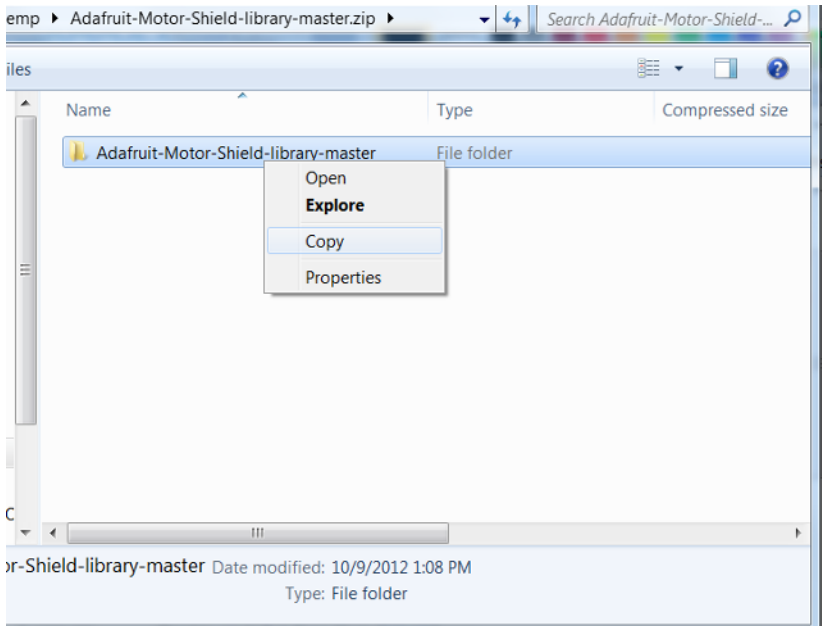 emp ▸ Adafruit-Motor-Shield-library-master.zip ▸ Search Adafruit-Motor-Shield-...
iles
Name Type Compressed size
Adafruit-Motor-Shield-library-master File folder
Open
Explore
Copy
Properties
C
or-Shield-library-master Date modified: 10/9/2012 1:08 PM
Type: File folder